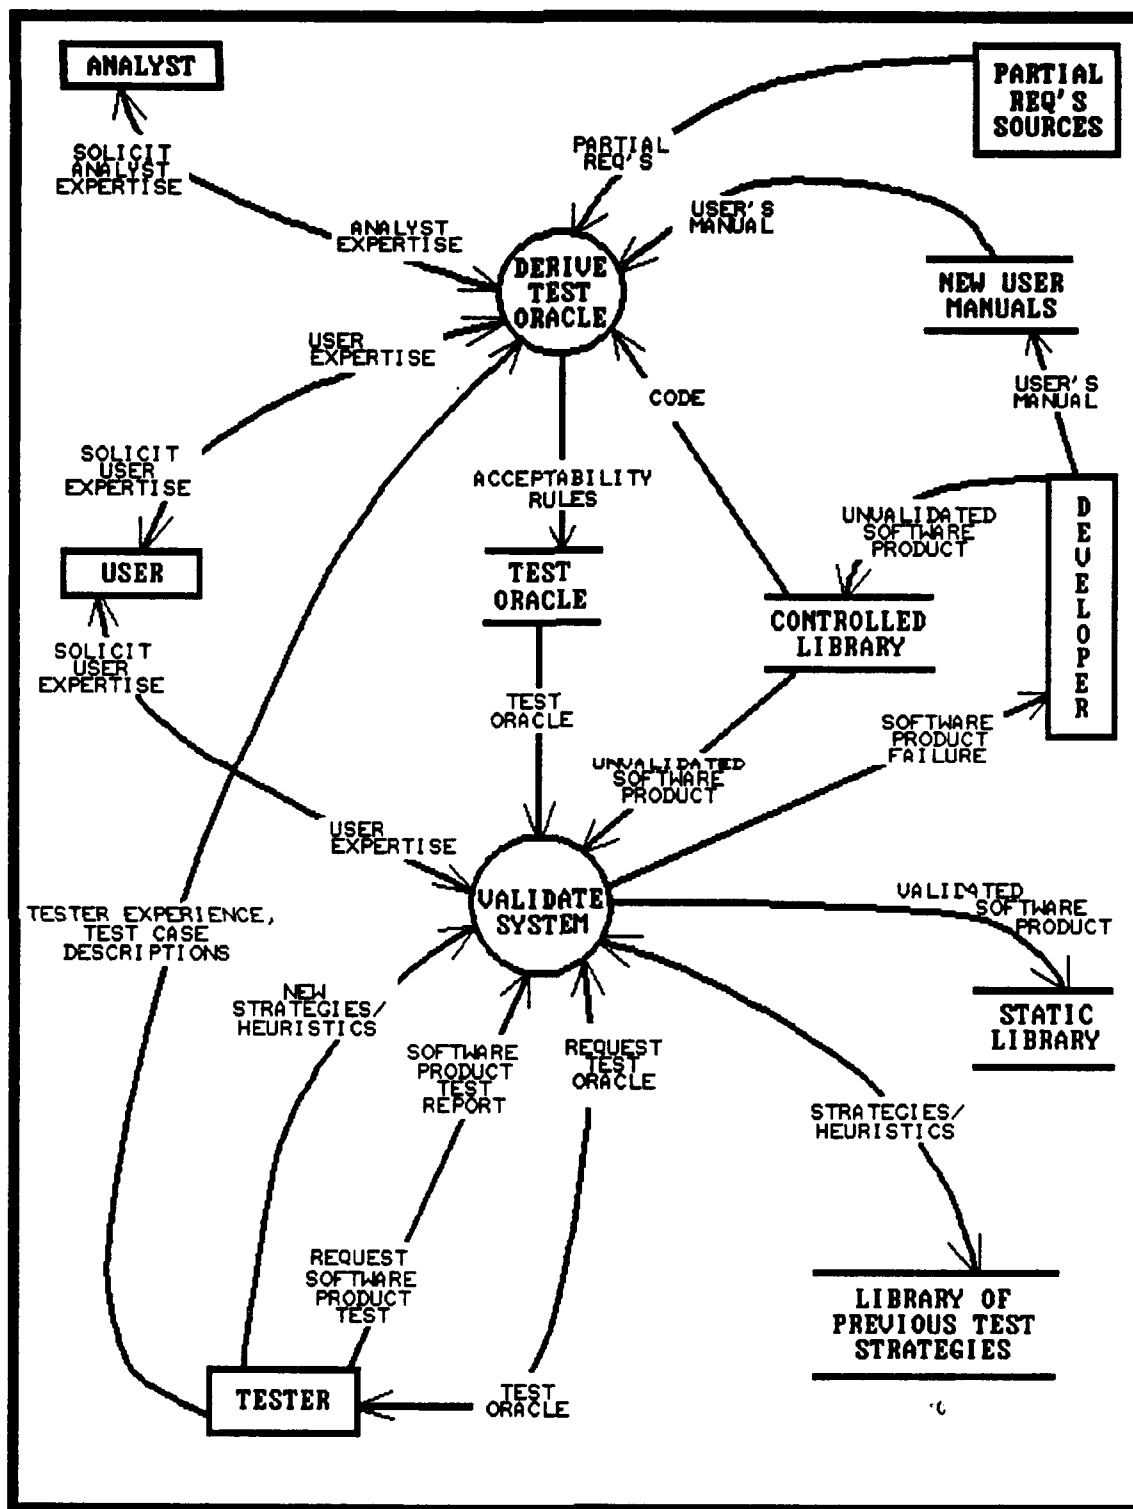 ANALYST
PARTIAL
REQ'S
SOURCES
SOLICIT
ANALYST
EXPERTISE
PARTIAL
REQ'S
USER'S
MANUAL
ANALYST
EXPERTISE
DERIVE
TEST
ORACLE
NEW USER
MANUALS
USER
EXPERTISE
CODE
USER'S
MANUAL
SOLICIT
USER
EXPERTISE
ACCEPTABILITY
RULES
UNVALIDATED
SOFTWARE
PRODUCT
DEVELOPER
USER
TEST
ORACLE
CONTROLLED
LIBRARY
SOLICIT
USER
EXPERTISE
TEST
ORACLE
SOFTWARE
PRODUCT
FAILURE
UNVALIDATED
SOFTWARE
PRODUCT
USER
EXPERTISE
VALIDATE
SYSTEM
VALIDATED
SOFTWARE
PRODUCT
TESTER EXPERIENCE,
TEST CASE
DESCRIPTIONS
NEW
STRATEGIES/
HEURISTICS
SOFTWARE
PRODUCT
TEST
REPORT
REQUEST
TEST
ORACLE
STATIC
LIBRARY
STRATEGIES/
HEURISTICS
REQUEST
SOFTWARE
PRODUCT
TEST
LIBRARY OF
PREVIOUS TEST
STRATEGIES
TESTER
TEST
ORACLE